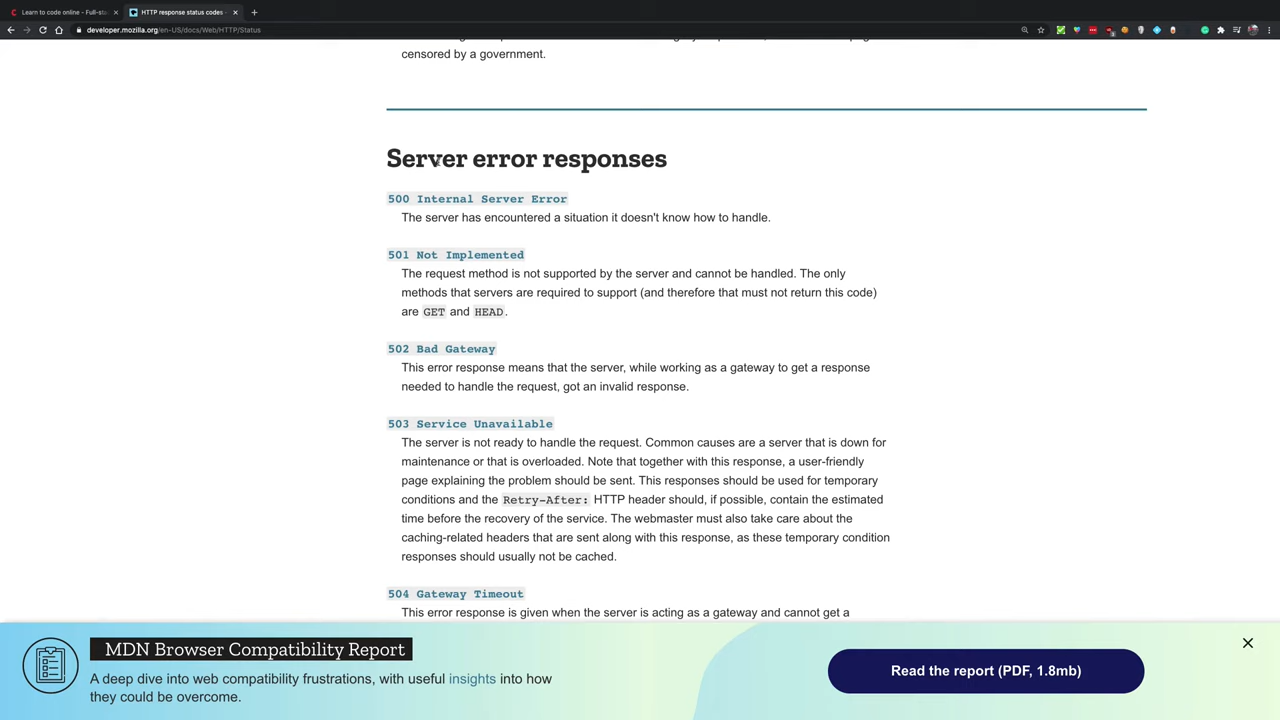 Learn to code online - Full-sta
HTTP response status codes -
developer.mozilla.org/en-US/docs/Web/HTTP/Status
censored by a government.
Server error responses
500 Internal Server Error
The server has encountered a situation it doesn't know how to handle.
501 Not Implemented
The request method is not supported by the server and cannot be handled. The only
methods that servers are required to support (and therefore that must not return this code)
are GET and HEAD.
502 Bad Gateway
This error response means that the server, while working as a gateway to get a response
needed to handle the request, got an invalid response.
503 Service Unavailable
The server is not ready to handle the request. Common causes are a server that is down for
maintenance or that is overloaded. Note that together with this response, a user-friendly
page explaining the problem should be sent. This responses should be used for temporary
conditions and the Retry-After: HTTP header should, if possible, contain the estimated
time before the recovery of the service. The webmaster must also take care about the
caching-related headers that are sent along with this response, as these temporary condition
responses should usually not be cached.
504 Gateway Timeout
This error response is given when the server is acting as a gateway and cannot get a
MDN Browser Compatibility Report
A deep dive into web compatibility frustrations, with useful insights into how
they could be overcome.
Read the report (PDF, 1.8mb)